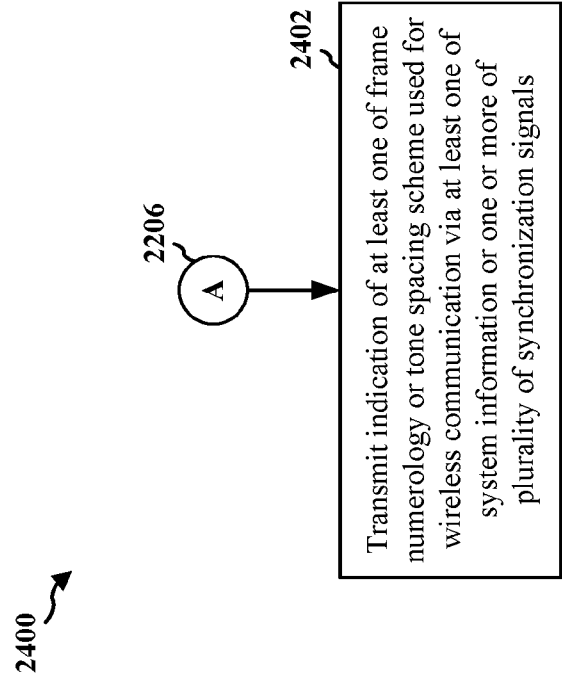 2400
2206
A
2402
Transmit indication of at least one of frame
numerology or tone spacing scheme used for
wireless communication via at least one of
system information or one or more of
plurality of synchronization signals